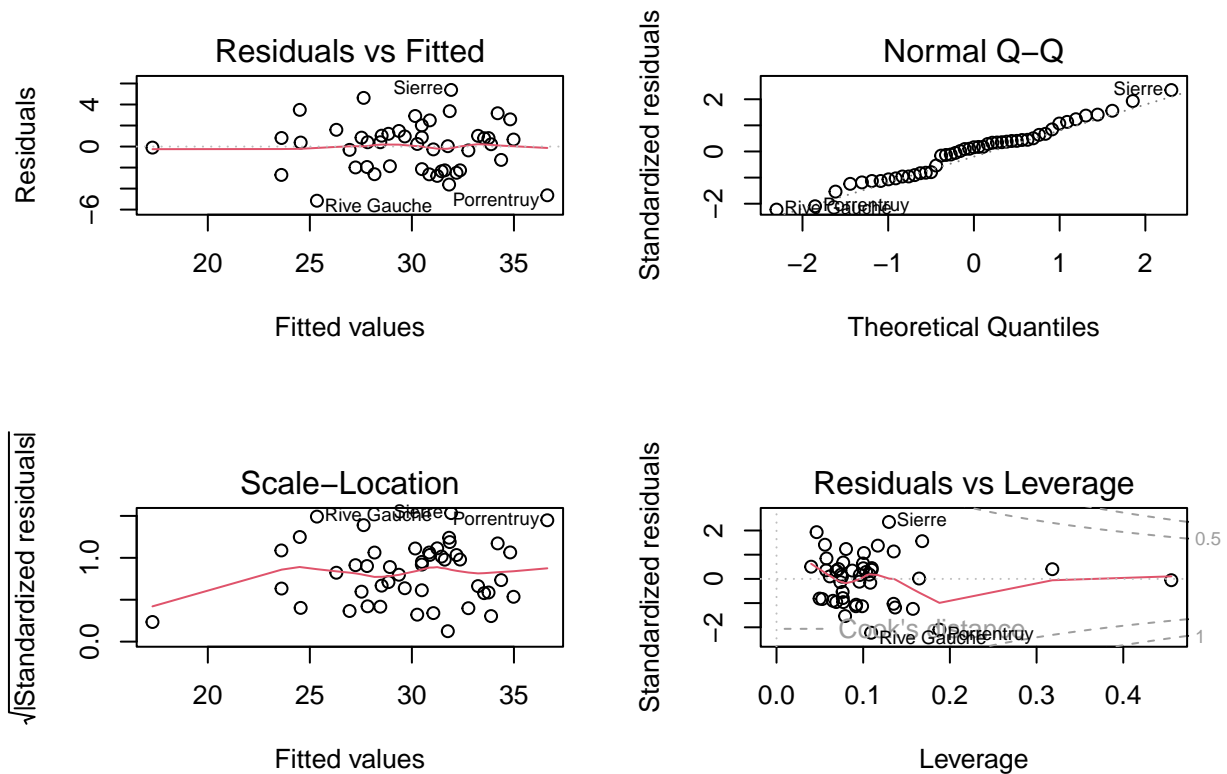 Residuals vs Fitted
Residuals
4
0
−6
Sierre
Rive Gauche
Porrentruy
20 25 30 35
Fitted values
Normal Q−Q
Standardized residuals
2
0
−2
Sierre
Rive Gauche
Porrentruy
−2 −1 0 1 2
Theoretical Quantiles
Scale−Location
√|Standardized residuals|
1.0
0.0
Rive Gauche
Sierre
Porrentruy
20 25 30 35
Fitted values
Residuals vs Leverage
Standardized residuals
2
0
−2
Sierre
0.5
1
Cook's distance
Rive Gauche
Porrentruy
0.0 0.1 0.2 0.3 0.4
Leverage